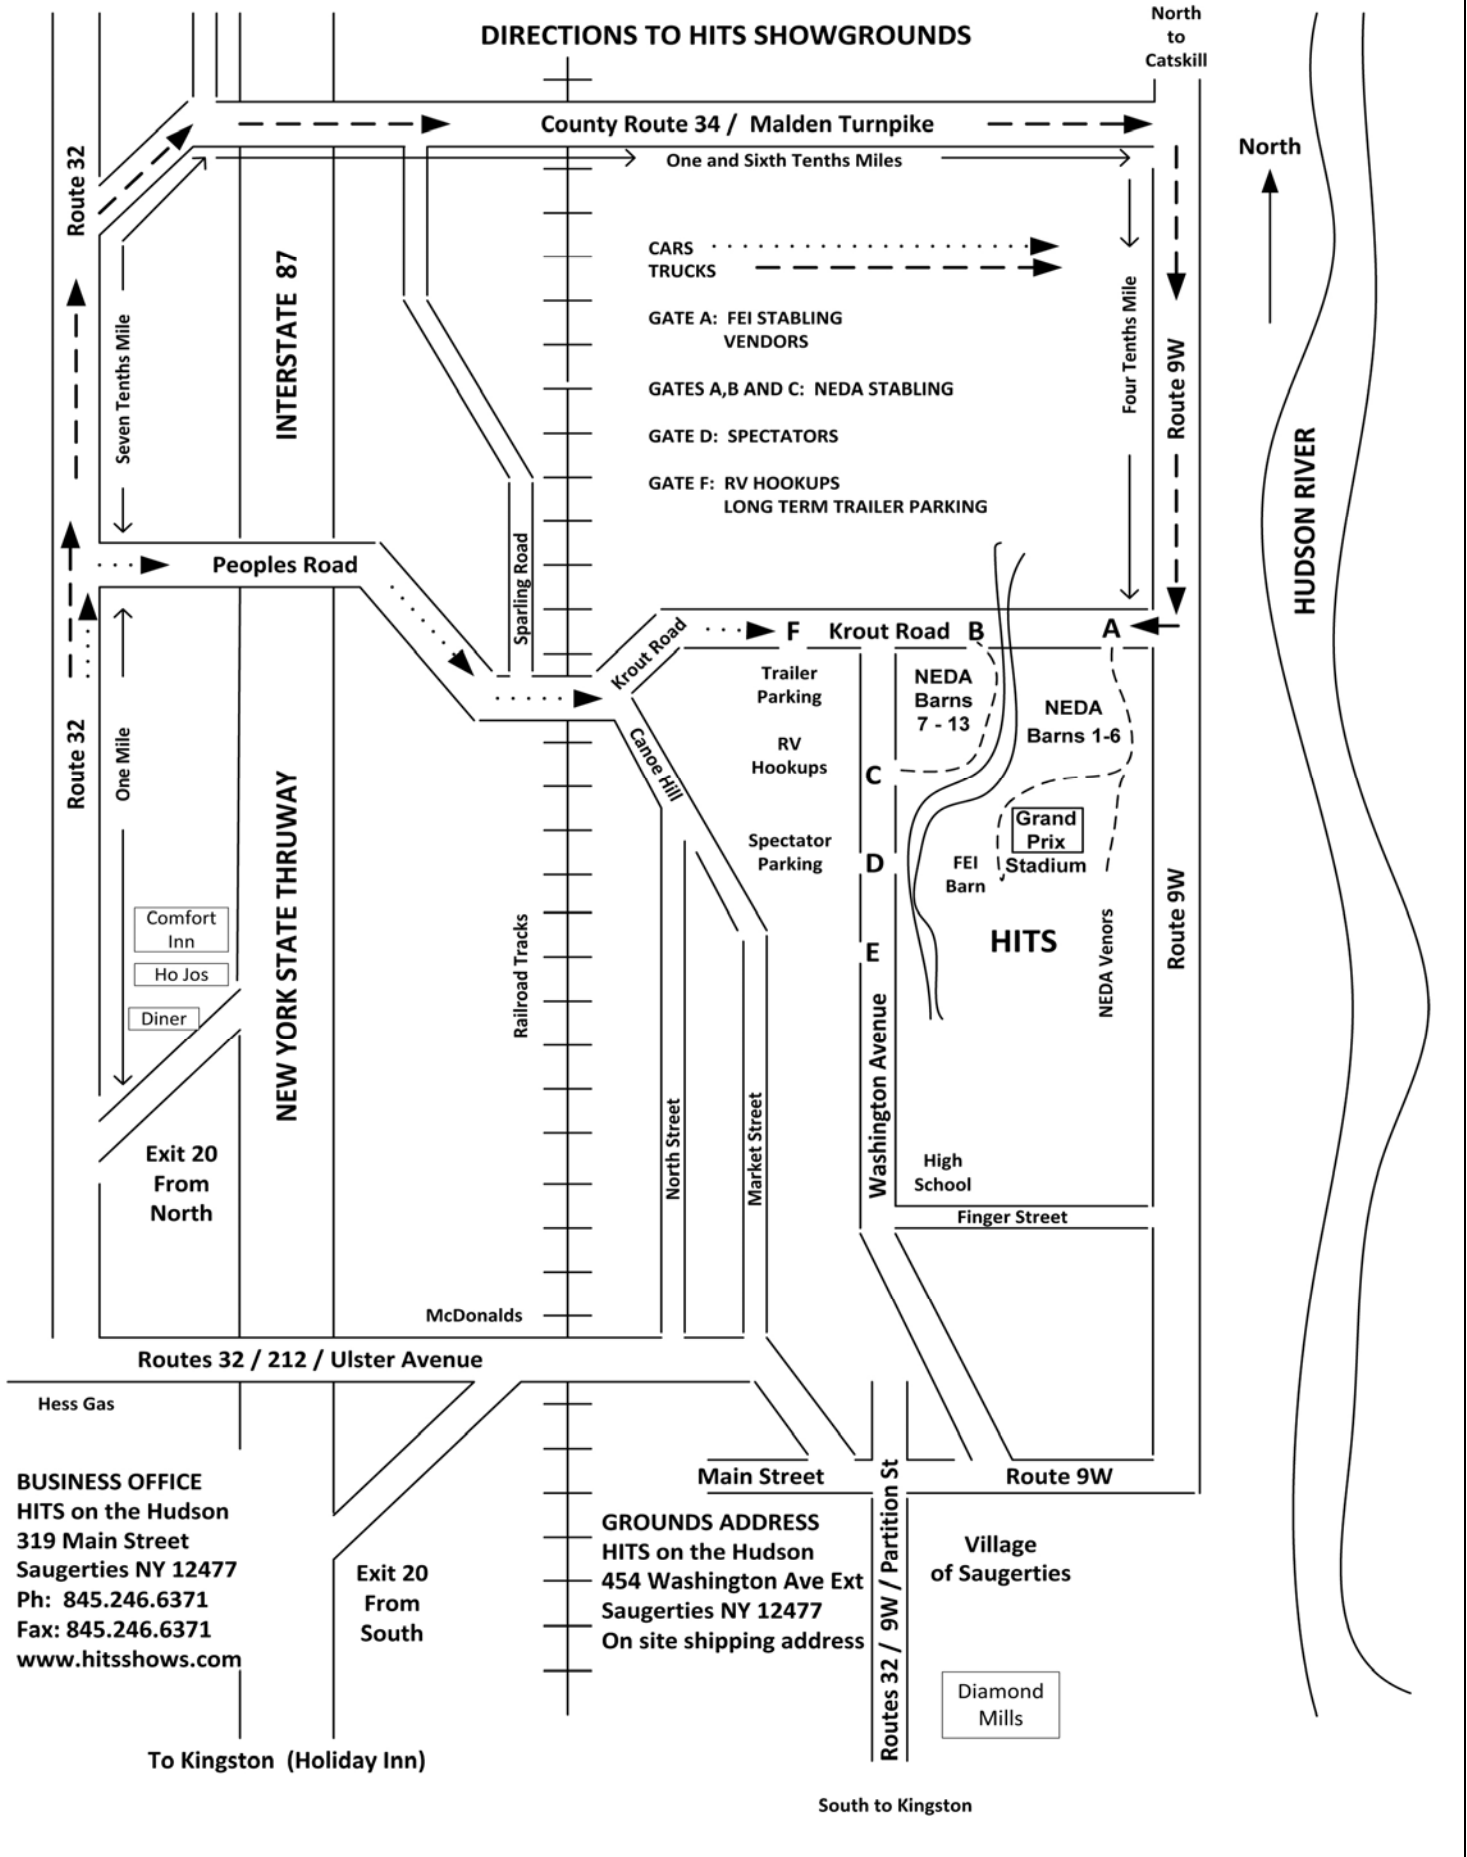 DIRECTIONS TO HITS SHOWGROUNDS
North
to
Catskill
County Route 34 / Malden Turnpike
One and Sixth Tenths Miles
North
Route 32
INTERSTATE 87
Seven Tenths Mile
CARS
TRUCKS
GATE A: FEI STABLING
VENDORS
GATES A,B AND C: NEDA STABLING
GATE D: SPECTATORS
GATE F: RV HOOKUPS
LONG TERM TRAILER PARKING
Four Tenths Mile
Route 9W
HUDSON RIVER
Peoples Road
Sparling Road
Krout Road
F
Krout Road
B
A
Trailer
Parking
NEDA
Barns
7 - 13
NEDA
Barns 1-6
Route 32
One Mile
Canoe Hill
RV
Hookups
C
Grand
Prix
Stadium
Spectator
Parking
D
FEI
Barn
NEW YORK STATE THRUWAY
Comfort
Inn
Ho Jos
Diner
Railroad Tracks
E
HITS
NEDA Venors
Route 9W
Washington Avenue
Exit 20
From
North
North Street
Market Street
High
School
Finger Street
McDonalds
Routes 32 / 212 / Ulster Avenue
Hess Gas
Main Street
Route 9W
Routes 32 / 9W / Partition St
BUSINESS OFFICE
HITS on the Hudson
319 Main Street
Saugerties NY 12477
Ph: 845.246.6371
Fax: 845.246.6371
www.hitsshows.com
Exit 20
From
South
GROUNDS ADDRESS
HITS on the Hudson
454 Washington Ave Ext
Saugerties NY 12477
On site shipping address
Village
of Saugerties
Diamond
Mills
To Kingston (Holiday Inn)
South to Kingston